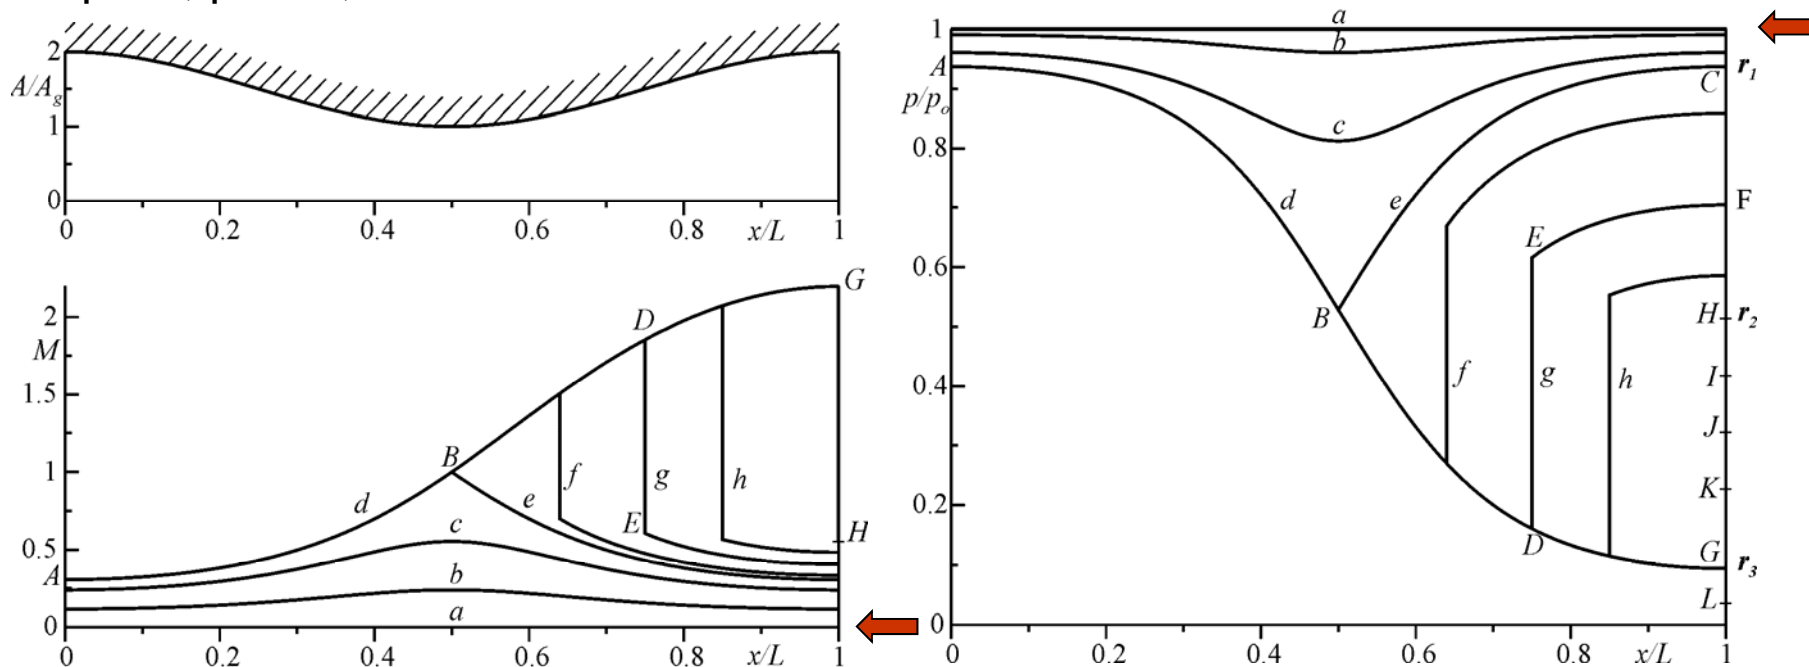 2
A/A_g
1
0
0 0.2 0.4 0.6 0.8 x/L 1
G
2
D
M
1.5
B
1
f g h
d e
c E
H
0.5
A
b
a
0
0 0.2 0.4 0.6 0.8 x/L 1
a
1
b
A r_1
C
p/p_o
c
0.8
d e F
E
0.6
B H r_2
0.4 f g h I
J
K
0.2
D G r_3
L
0
0.2 0.4 0.6 0.8 x/L 1